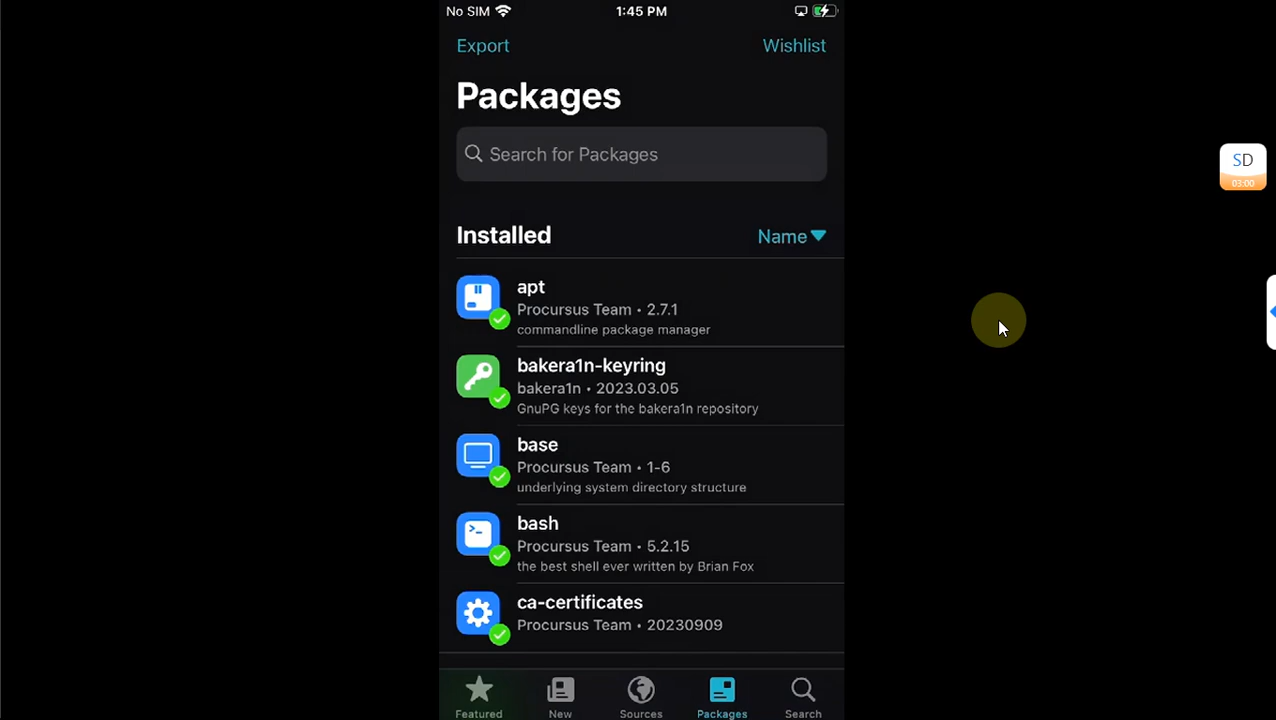 No SIM 1:45 PM
Export Wishlist
Packages
Search for Packages
Installed Name
apt
Procursus Team • 2.7.1
commandline package manager
bakera1n-keyring
bakera1n • 2023.03.05
GnuPG keys for the bakera1n repository
base
Procursus Team • 1-6
underlying system directory structure
bash
Procursus Team • 5.2.15
the best shell ever written by Brian Fox
ca-certificates
Procursus Team • 20230909
Featured New Sources Packages Search
SD
03:00